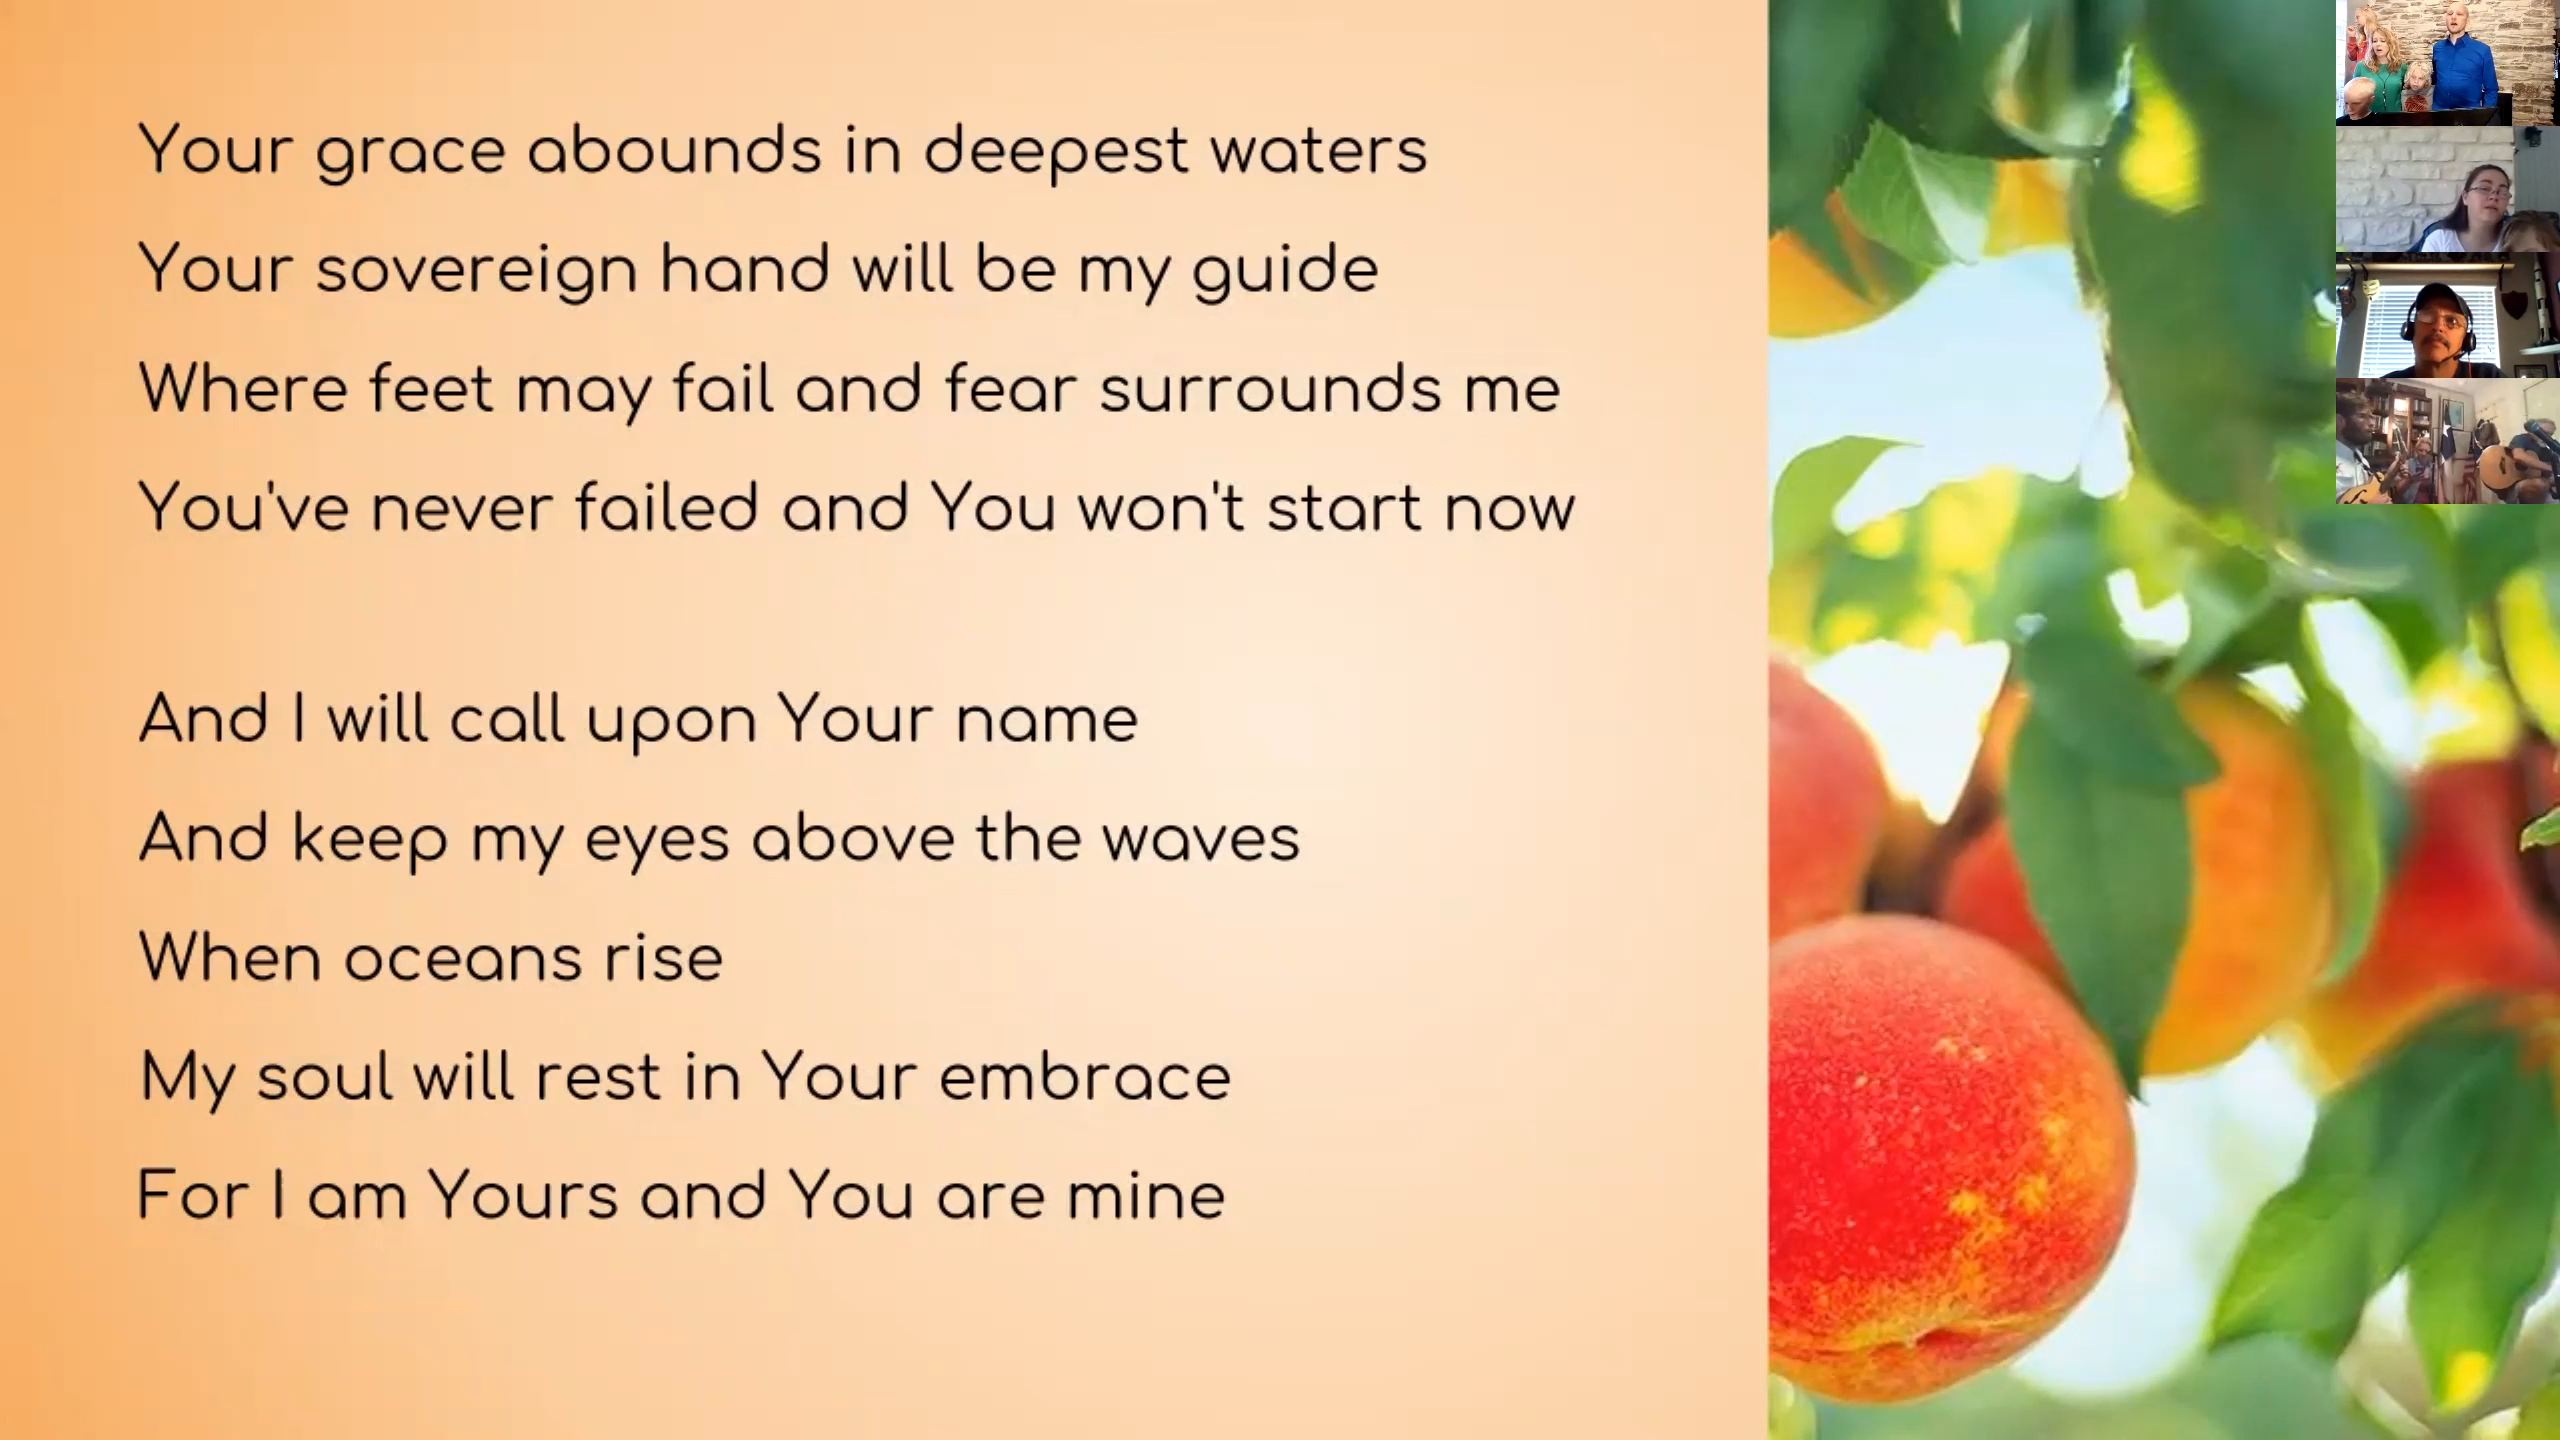 Your grace abounds in deepest waters
Your sovereign hand will be my guide
Where feet may fail and fear surrounds me
You've never failed and You won't start now
And I will call upon Your name
And keep my eyes above the waves
When oceans rise
My soul will rest in Your embrace
For I am Yours and You are mine